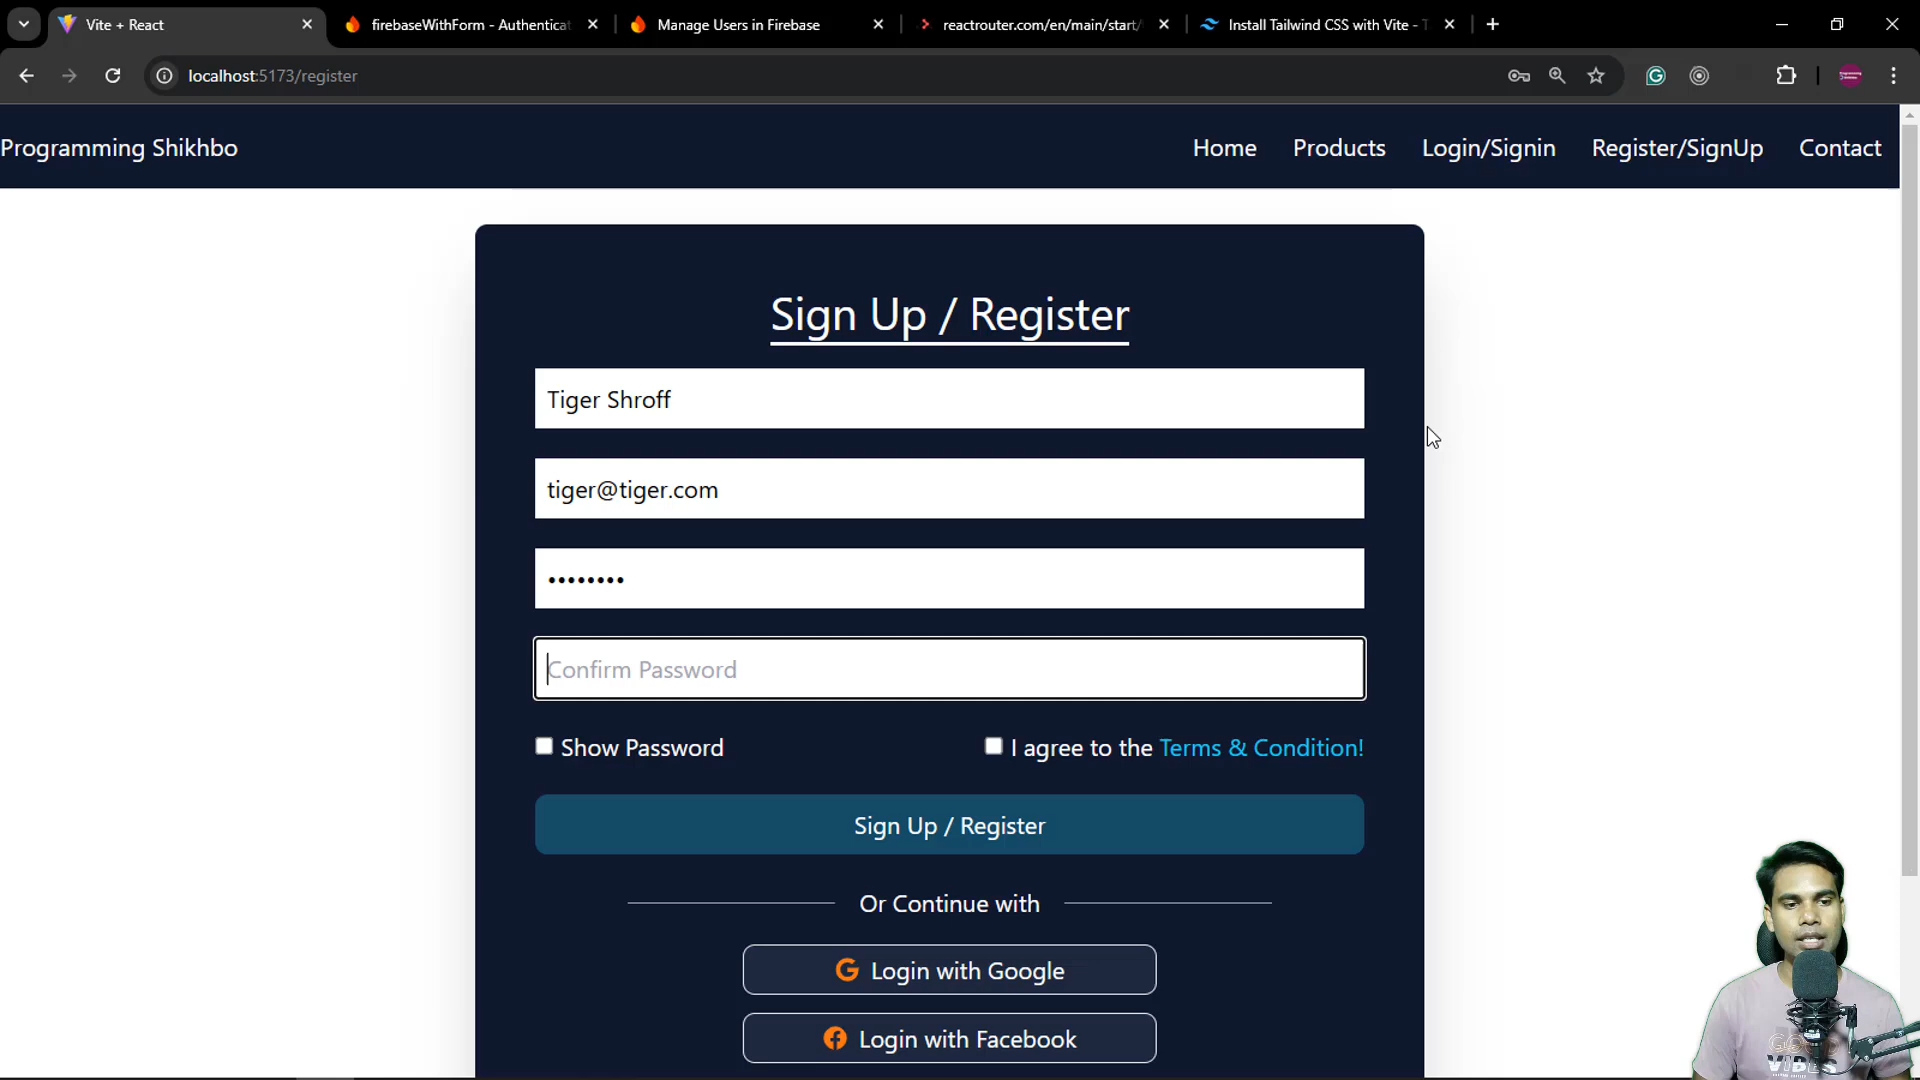 Vite + React
firebaseWithForm - Authenticat
Manage Users in Firebase
reactrouter.com/en/main/start/
Install Tailwind CSS with Vite - T
localhost:5173/register
Programming Shikhbo
Home
Products
Login/Signin
Register/SignUp
Contact
Sign Up / Register
Tiger Shroff
tiger@tiger.com
••••••••
Confirm Password
Show Password
I agree to the Terms & Condition!
Sign Up / Register
Or Continue with
Login with Google
Login with Facebook
VIBES